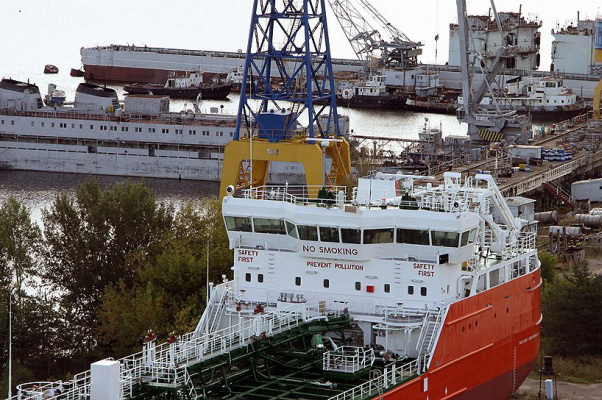 NO SMOKING
SAFETY
FIRST
PREVENT POLLUTION
SAFETY
FIRST